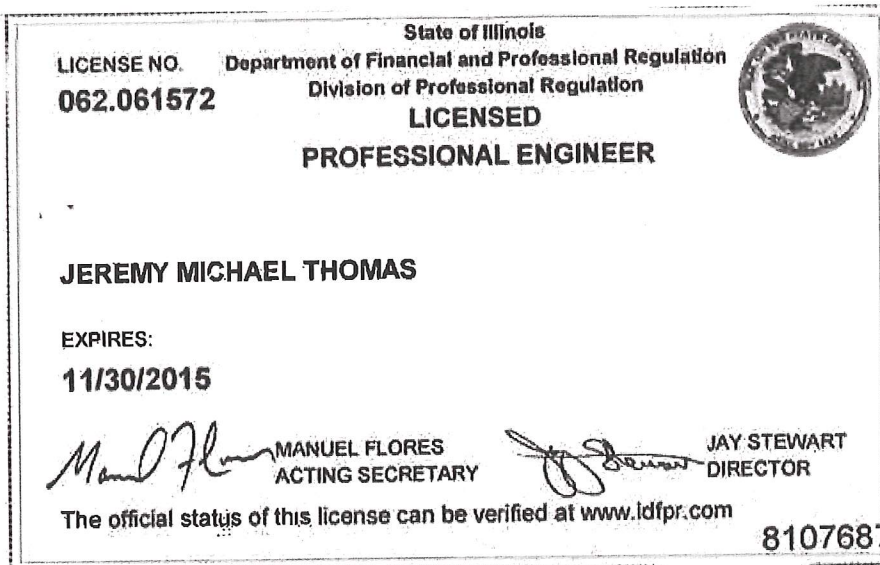 State of Illinois
LICENSE NO. Department of Financial and Professional Regulation
062.061572 Division of Professional Regulation
LICENSED
PROFESSIONAL ENGINEER
JEREMY MICHAEL THOMAS
EXPIRES:
11/30/2015
MANUEL FLORES
ACTING SECRETARY
JAY STEWART
DIRECTOR
The official status of this license can be verified at www.idfpr.com
8107687